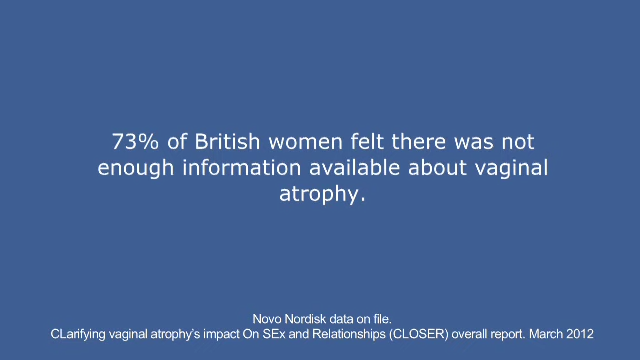 73% of British women felt there was not
enough information available about vaginal
atrophy.
Novo Nordisk data on file.
CLarifying vaginal atrophy's impact On SEx and Relationships (CLOSER) overall report. March 2012